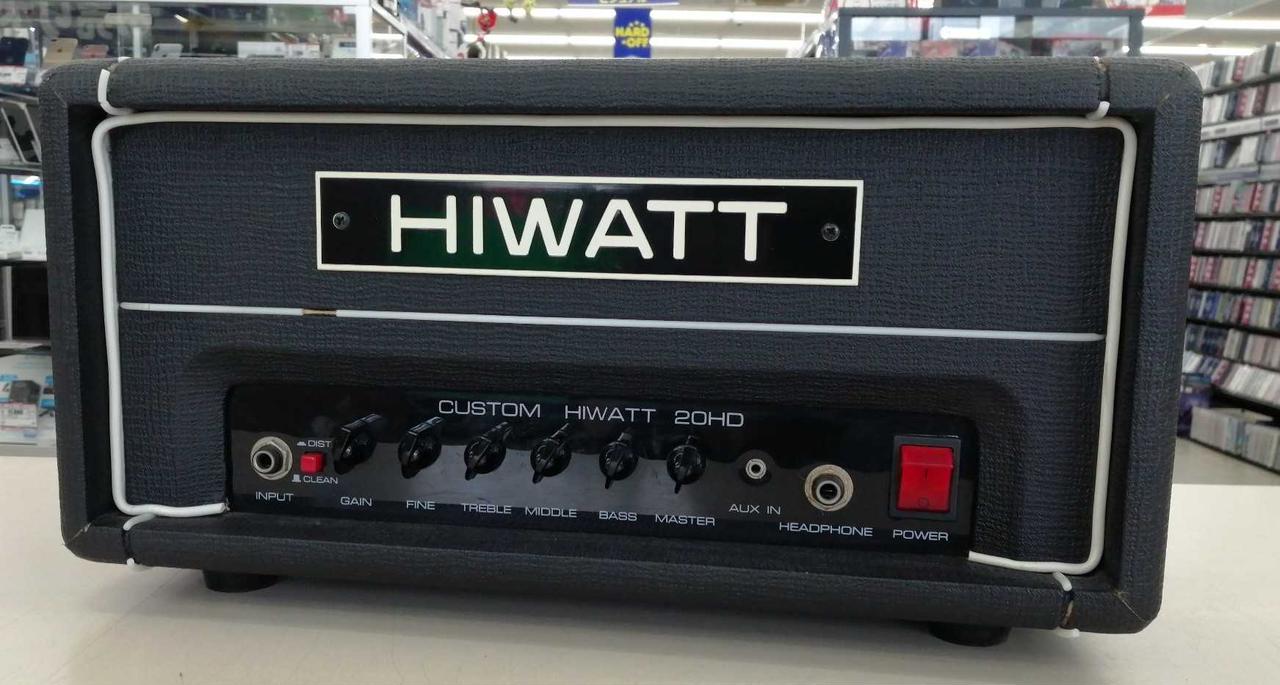 HARD
-OFF
HIWATT
CUSTOM HIWATT 20HD
DIST
CLEAN
INPUT
GAIN
FINE
TREBLE
MIDDLE
BASS
MASTER
AUX IN
HEADPHONE
POWER